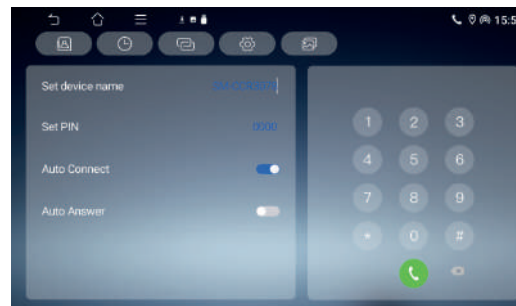 15:5
Set device name
Set PIN 0000
Auto Connect
Auto Answer
1 2 3
4 5 6
7 8 9
* 0 #